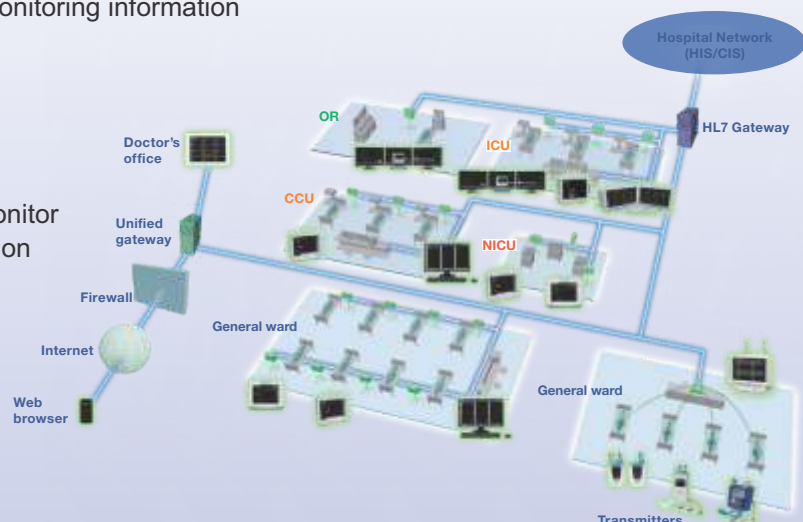 onitoring information
Hospital Network
(HIS/CIS)
OR
HL7 Gateway
Doctor's
office
ICU
CCU
onitor
on
Unified
gateway
NICU
Firewall
General ward
Internet
General ward
Web
browser
Transmitters